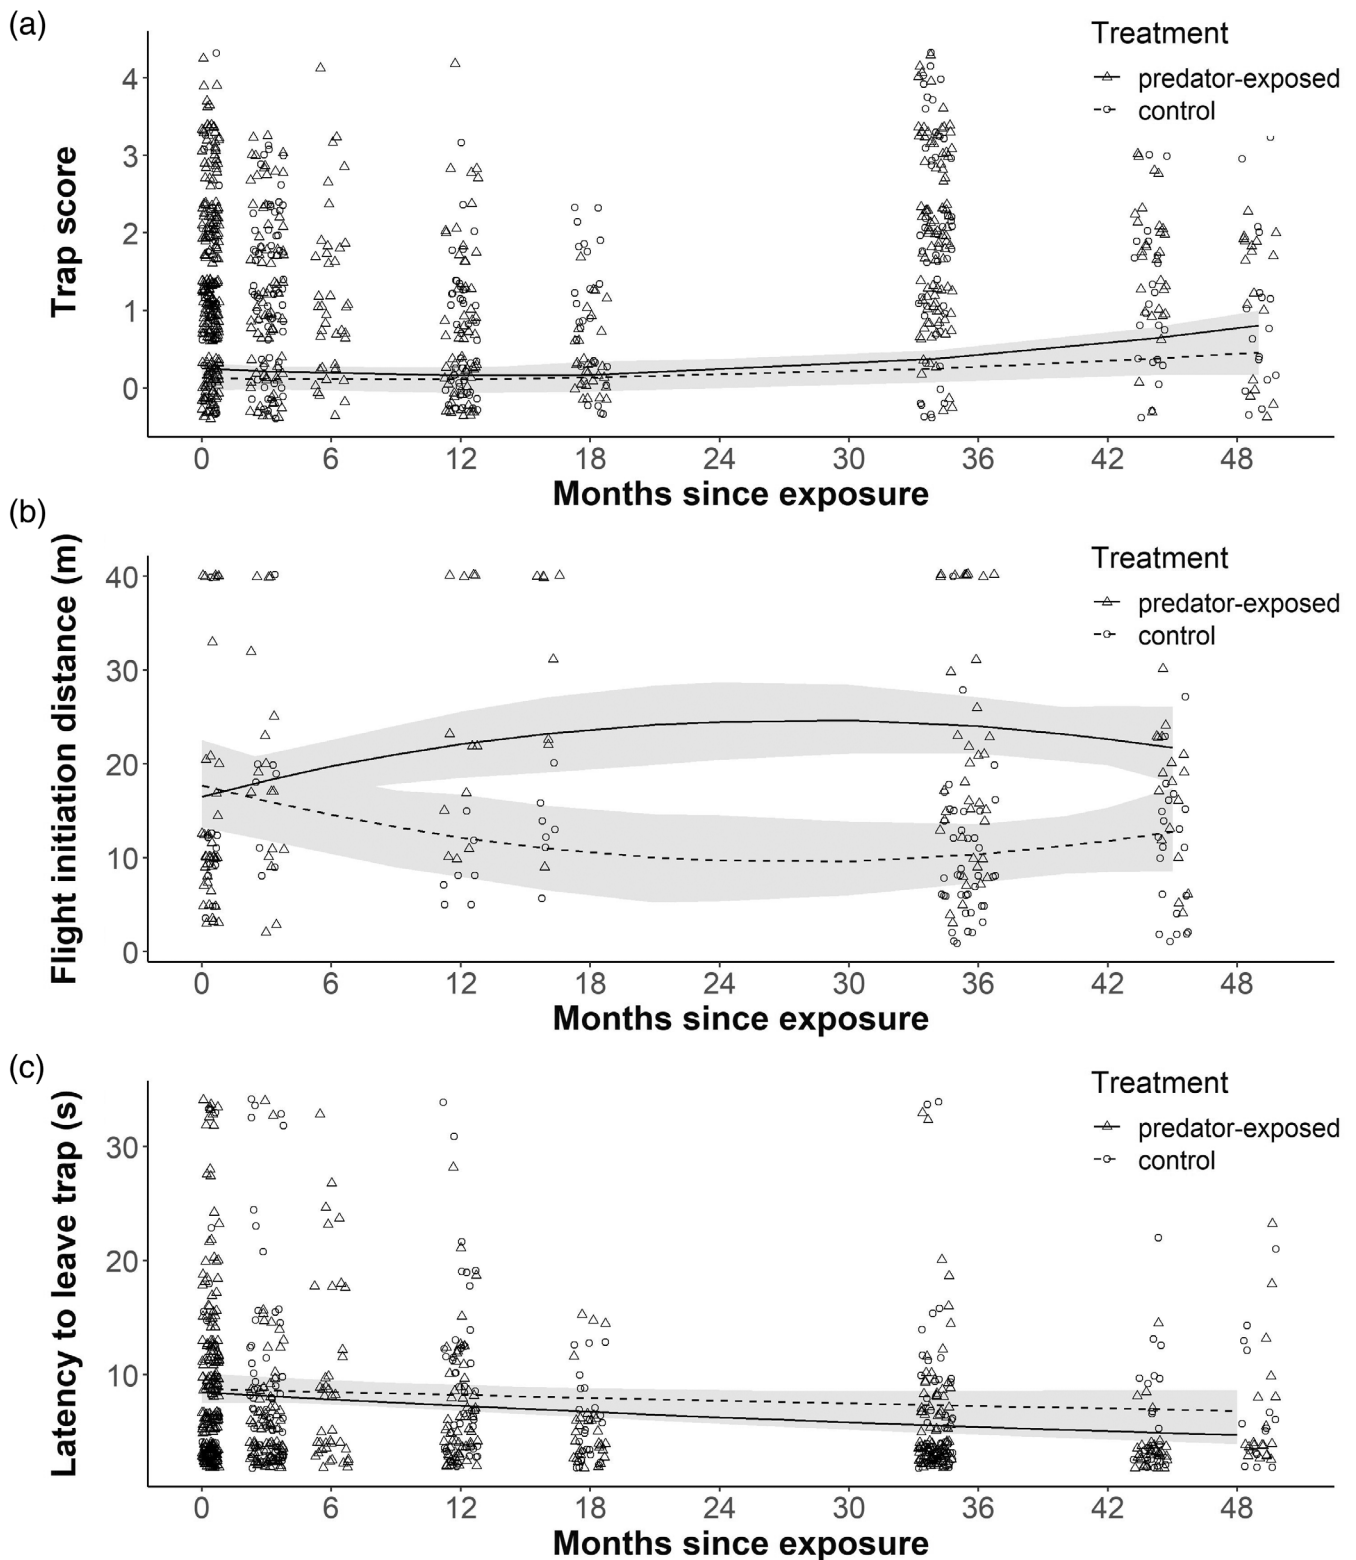 (a)
Treatment
predator-exposed
control
Trap score
4
3
2
1
0
0 6 12 18 24 30 36 42 48
Months since exposure
(b)
Treatment
predator-exposed
control
Flight initiation distance (m)
40
30
20
10
0
0 6 12 18 24 30 36 42 48
Months since exposure
(c)
Treatment
predator-exposed
control
Latency to leave trap (s)
30
20
10
0 6 12 18 24 30 36 42 48
Months since exposure